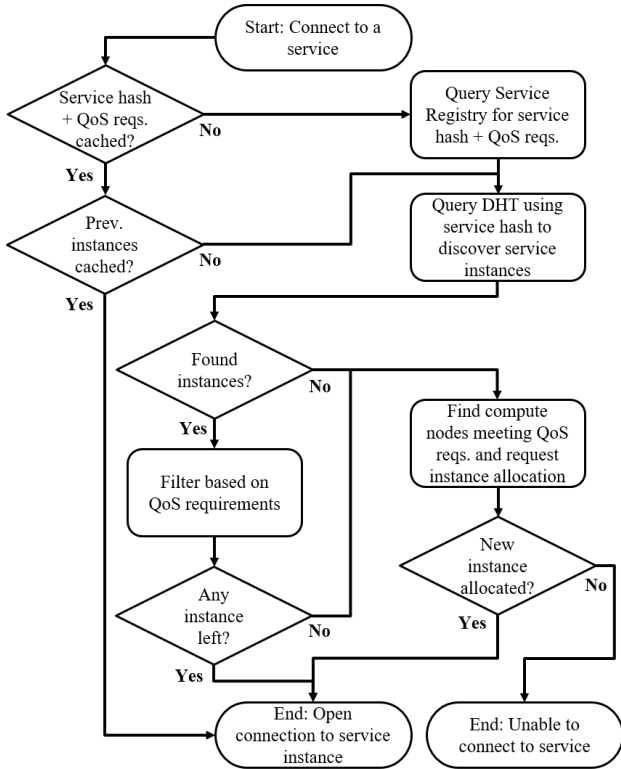 Start: Connect to a
service
Service hash
+ QoS reqs.
cached?
No
Yes
Query Service
Registry for service
hash + QoS reqs.
Prev.
instances
cached?
No
Yes
Query DHT using
service hash to
discover service
instances
Found
instances?
No
Yes
Find compute
nodes meeting QoS
reqs. and request
instance allocation
Filter based on
QoS requirements
New
instance
allocated?
No
Yes
Any
instance
left?
No
Yes
End: Open
connection to service
instance
End: Unable to
connect to service